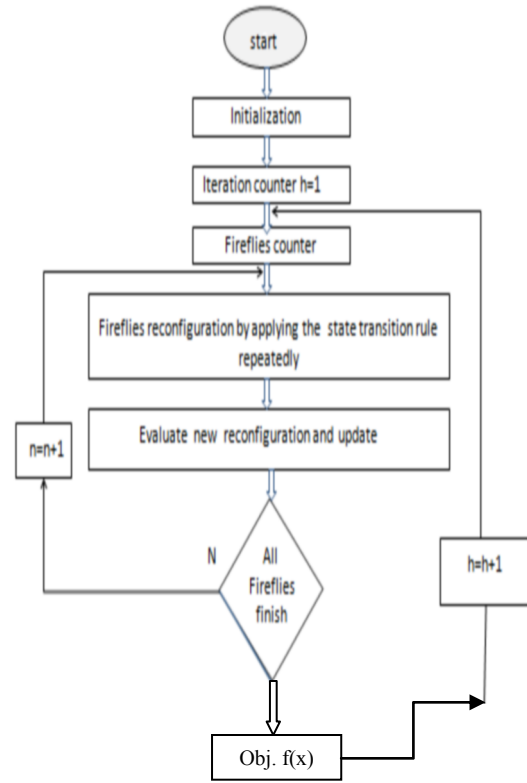 start
Initialization
Iteration counter h=1
Fireflies counter
Fireflies reconfiguration by applying the state transition rule
repeatedly
Evaluate new reconfiguration and update
n=n+1
N
All
Fireflies
finish
h=h+1
Obj. f(x)